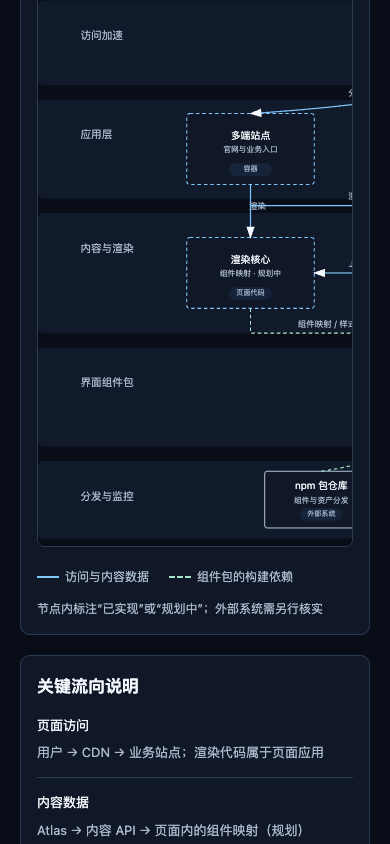 访问加速
应用层
多端站点
官网与业务入口
容器
渲染
内容与渲染
渲染核心
组件映射 · 规划中
页面代码
组件映射 / 样式
界面组件包
分发与监控
npm 包仓库
组件与资产分发
外部系统
访问与内容数据
组件包的构建依赖
节点内标注“已实现”或“规划中”；外部系统需另行核实
关键流向说明
页面访问
用户 → CDN → 业务站点；渲染代码属于页面应用
内容数据
Atlas → 内容 API → 页面内的组件映射（规划）